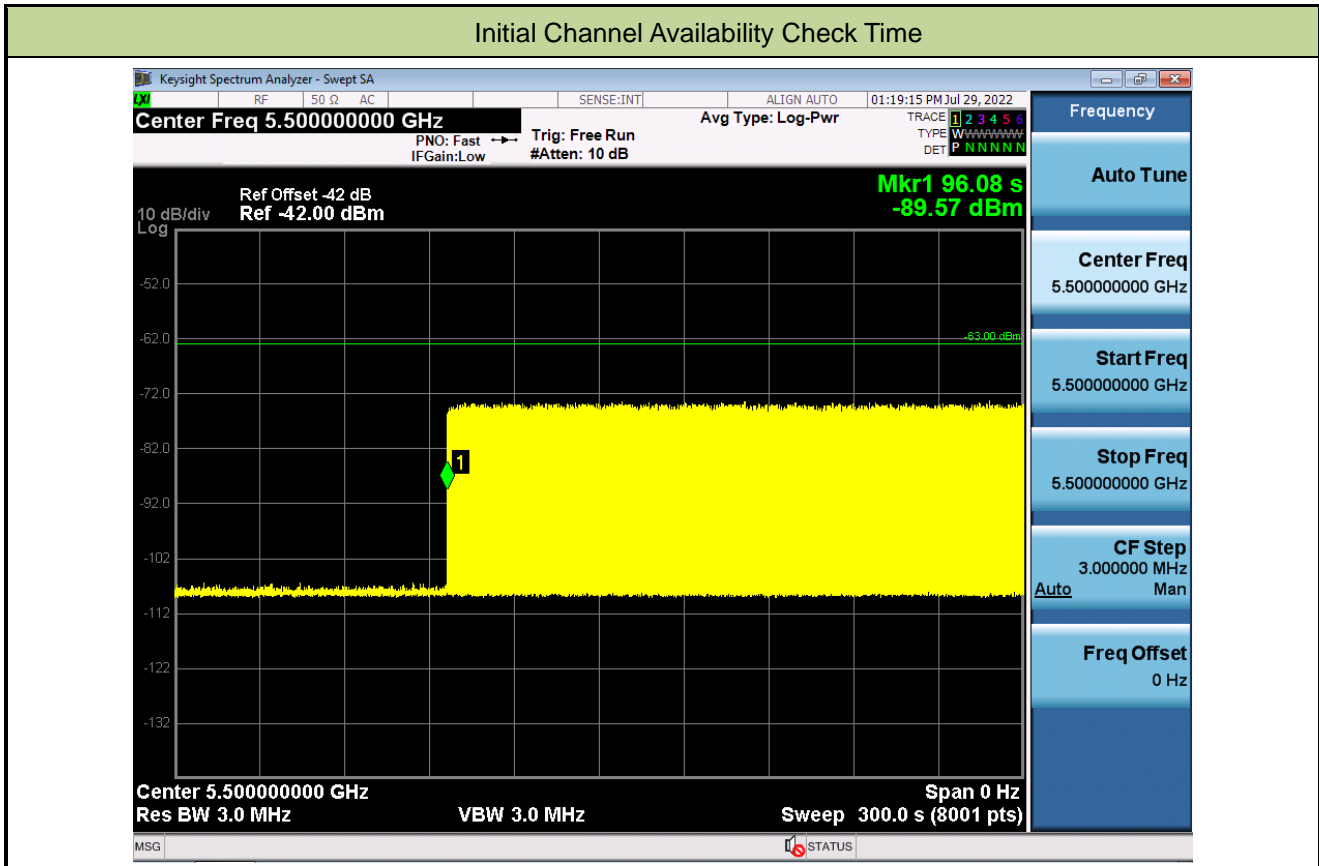 Initial Channel Availability Check Time
Keysight Spectrum Analyzer - Swept SA
LXI RF 50 Ω AC SENSE:INT ALIGN AUTO 01:19:15 PM Jul 29, 2022
Center Freq 5.500000000 GHz
PNO: Fast
IFGain:Low
Trig: Free Run
#Atten: 10 dB
Avg Type: Log-Pwr
TRACE 1 2 3 4 5 6
TYPE WWWWWW
DET P N N N N N
Mkr1 96.08 s
-89.57 dBm
Ref Offset -42 dB
10 dB/div Ref -42.00 dBm
Log
-52.0
-62.0
-63.00 dBm
-72.0
-82.0
1
-92.0
-102
-112
-122
-132
Center 5.500000000 GHz Span 0 Hz
Res BW 3.0 MHz VBW 3.0 MHz Sweep 300.0 s (8001 pts)
MSG STATUS
Frequency
Auto Tune
Center Freq
5.500000000 GHz
Start Freq
5.500000000 GHz
Stop Freq
5.500000000 GHz
CF Step
3.000000 MHz
Auto Man
Freq Offset
0 Hz